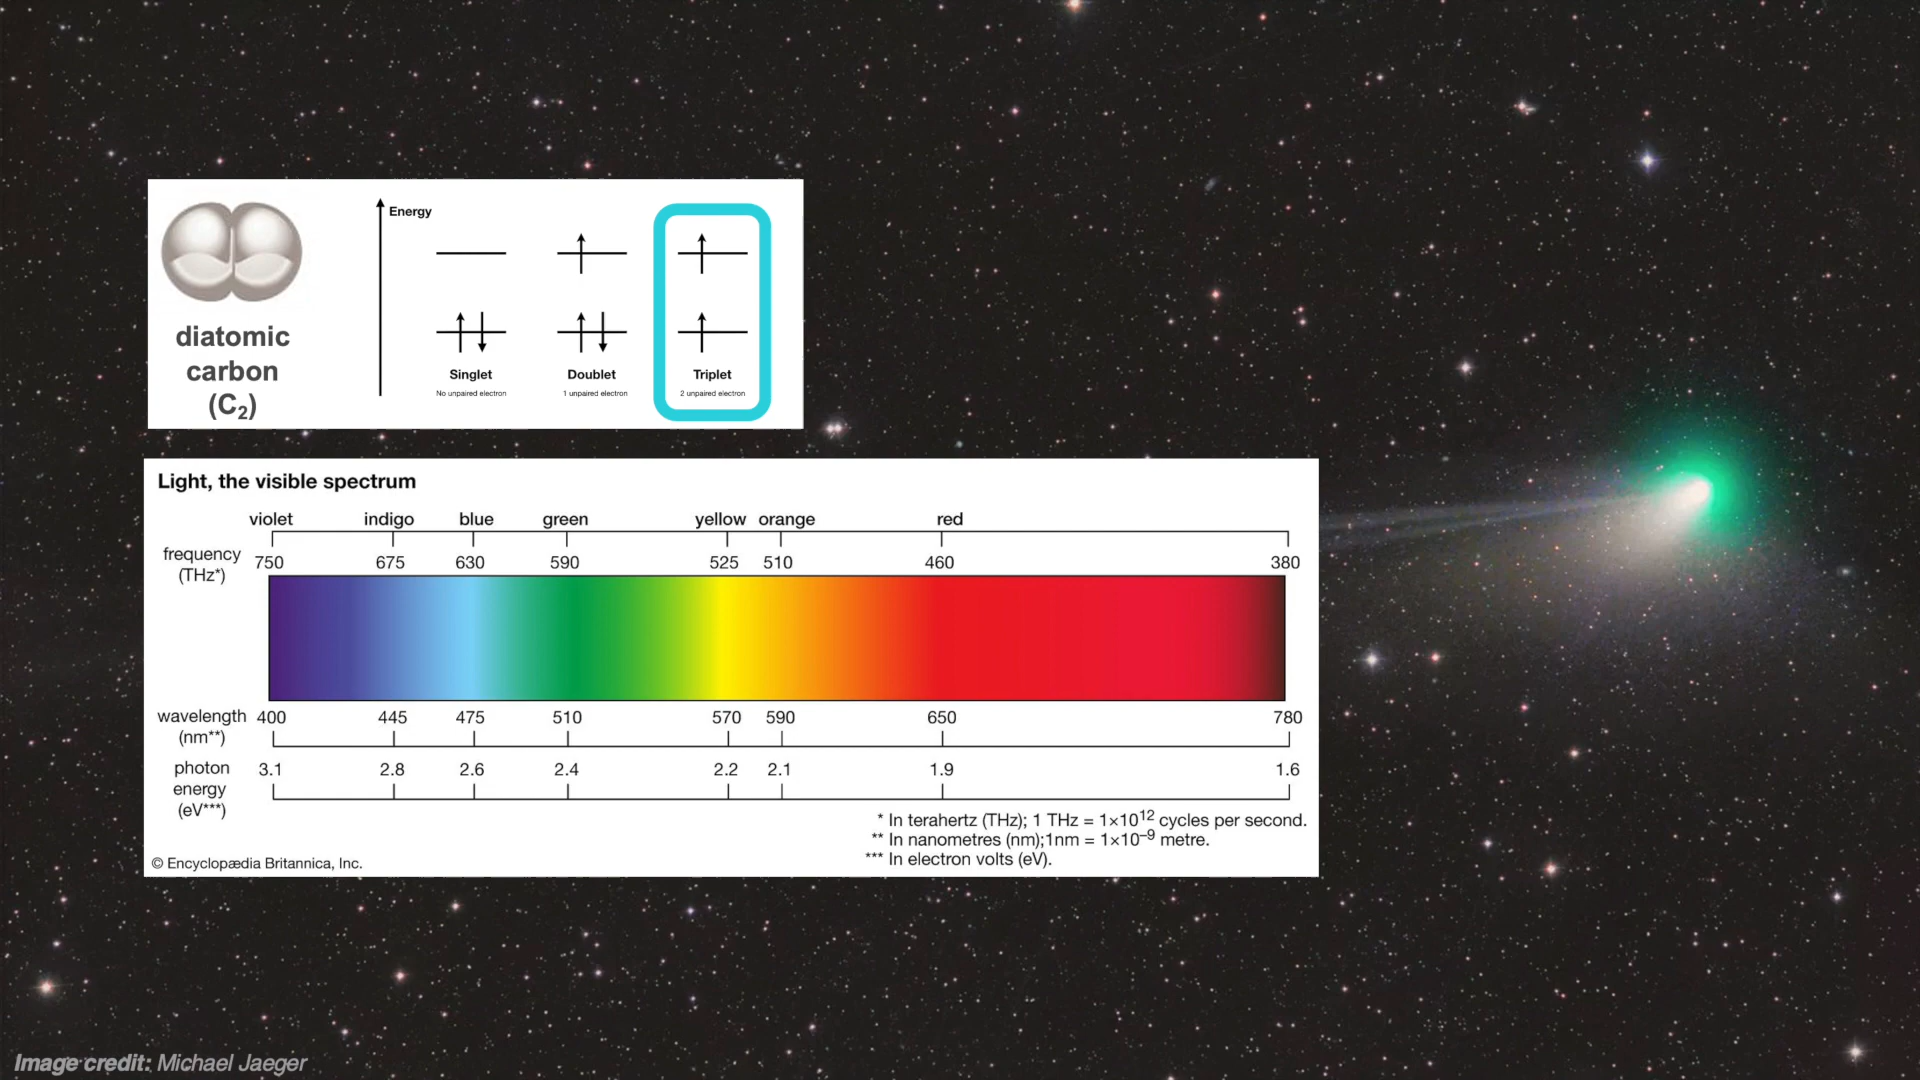 Energy
Singlet Doublet Triplet
No unpaired electron 1 unpaired electron 2 unpaired electron
diatomic
carbon
(C₂)
Light, the visible spectrum
violet indigo blue green yellow orange red
frequency
(THz*)
750 675 630 590 525 510 460 380
wavelength
(nm**)
400 445 475 510 570 590 650 780
photon
energy
(eV***)
3.1 2.8 2.6 2.4 2.2 2.1 1.9 1.6
* In terahertz (THz); 1 THz = 1×10¹² cycles per second.
** In nanometres (nm);1nm = 1×10⁻⁹ metre.
*** In electron volts (eV).
© Encyclopædia Britannica, Inc.
Image credit: Michael Jaeger